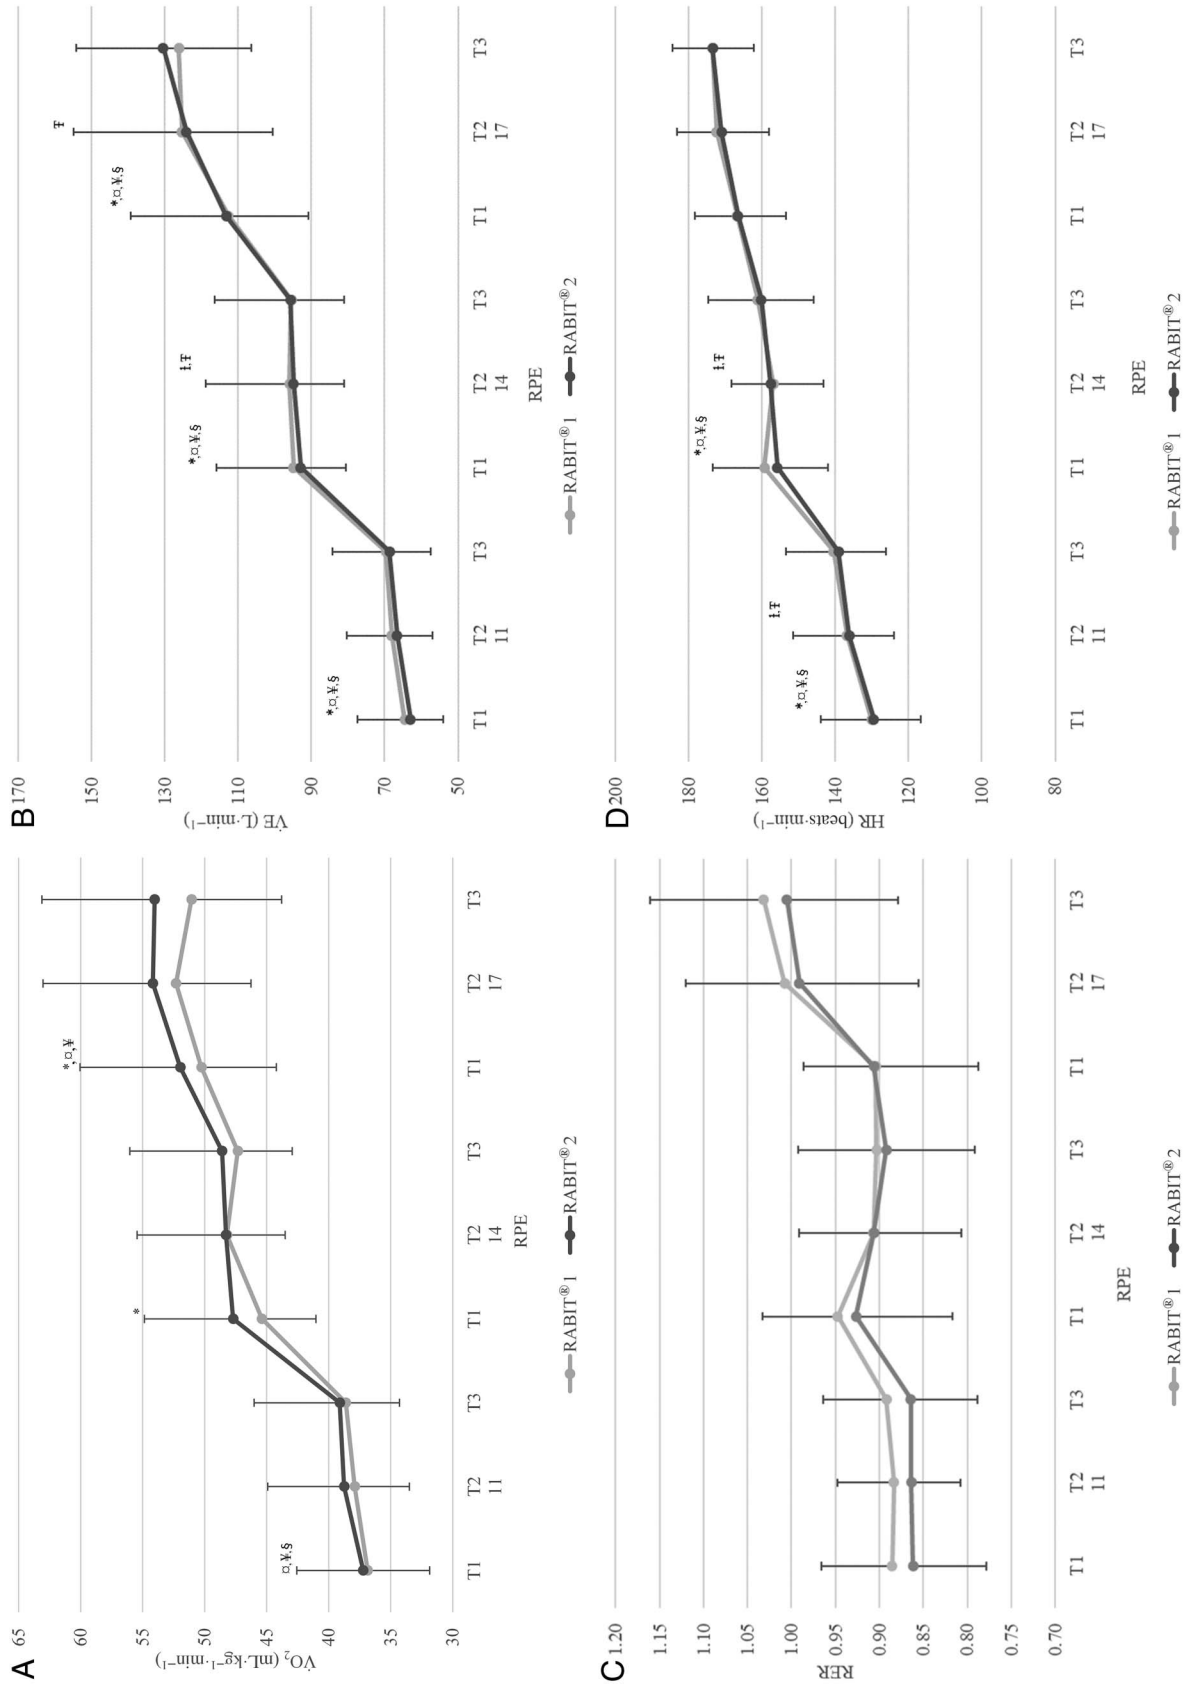 A
65
60
55
50
45
40
35
30
V̇O₂ (mL·kg⁻¹·min⁻¹)
¤,¥,§
*
*,¤,¥
T1 T2 T3 T1 T2 T3 T1 T2 T3
11 14 17
RPE
RABIT® 1 RABIT® 2
B
170
150
130
110
90
70
50
V̇E (L·min⁻¹)
*,¤,¥,§
*,¤,¥,§
ƚ,Ŧ
*,¤,¥,§
Ŧ
T1 T2 T3 T1 T2 T3 T1 T2 T3
11 14 17
RPE
RABIT® 1 RABIT® 2
C
1.20
1.15
1.10
1.05
1.00
0.95
0.90
0.85
0.80
0.75
0.70
RER
T1 T2 T3 T1 T2 T3 T1 T2 T3
11 14 17
RPE
RABIT® 1 RABIT® 2
D
200
180
160
140
120
100
80
HR (beats·min⁻¹)
*,¤,¥,§
ƚ,Ŧ
*,¤,¥,§
ƚ,Ŧ
T1 T2 T3 T1 T2 T3 T1 T2 T3
11 14 17
RPE
RABIT® 1 RABIT® 2